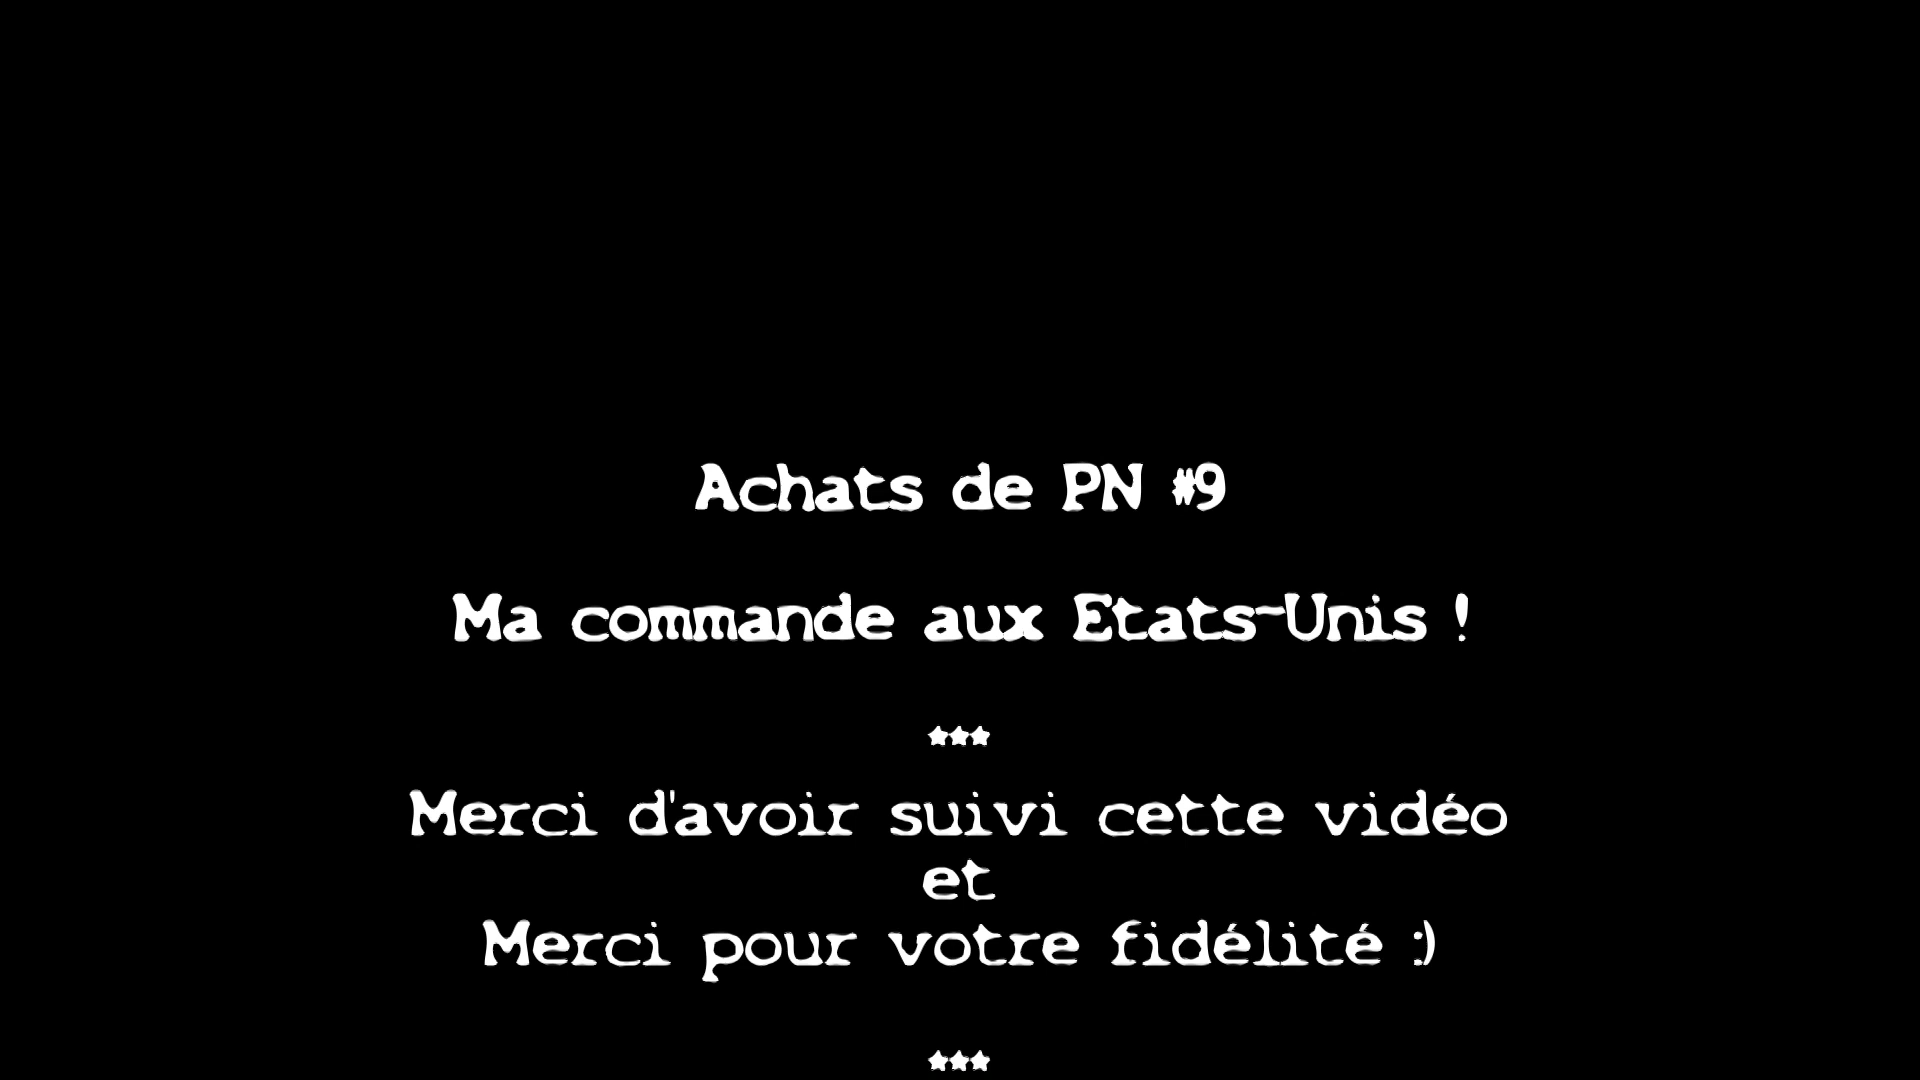 Achats de PN #9
Ma commande aux Etats-Unis !
***
Merci d'avoir suivi cette vidéo
et
Merci pour votre fidélité :)
***